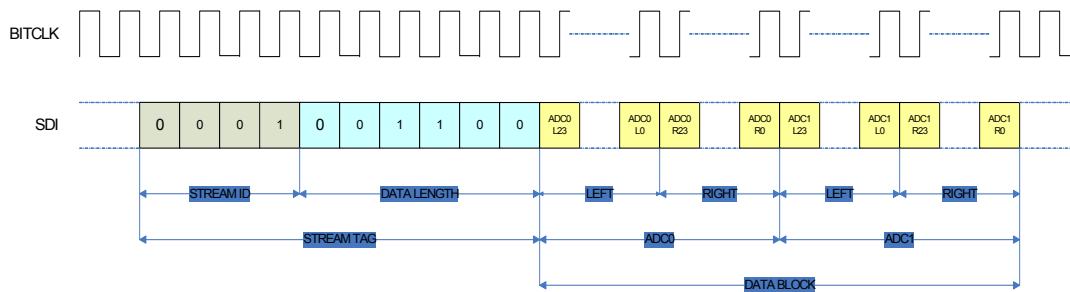 BITCLK
SDI
0 0 0 1 0 0 1 1 0 0
ADC0 L23
ADC0 L0
ADC0 R23
ADC0 R0
ADC1 L23
ADC1 L0
ADC1 R23
ADC1 R0
STREAM ID DATA LENGTH LEFT RIGHT LEFT RIGHT
STREAM TAG ADC0 ADC1
DATA BLOCK